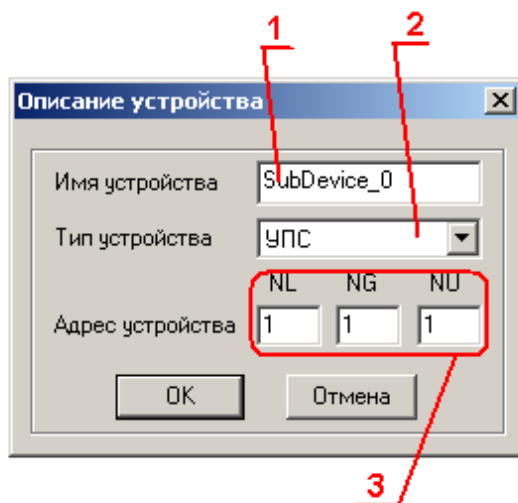 1 2
Описание устройства
Имя устройства SubDevice_0
Тип устройства УПС
NL NG NU
Адрес устройства 1 1 1
OK Отмена
3